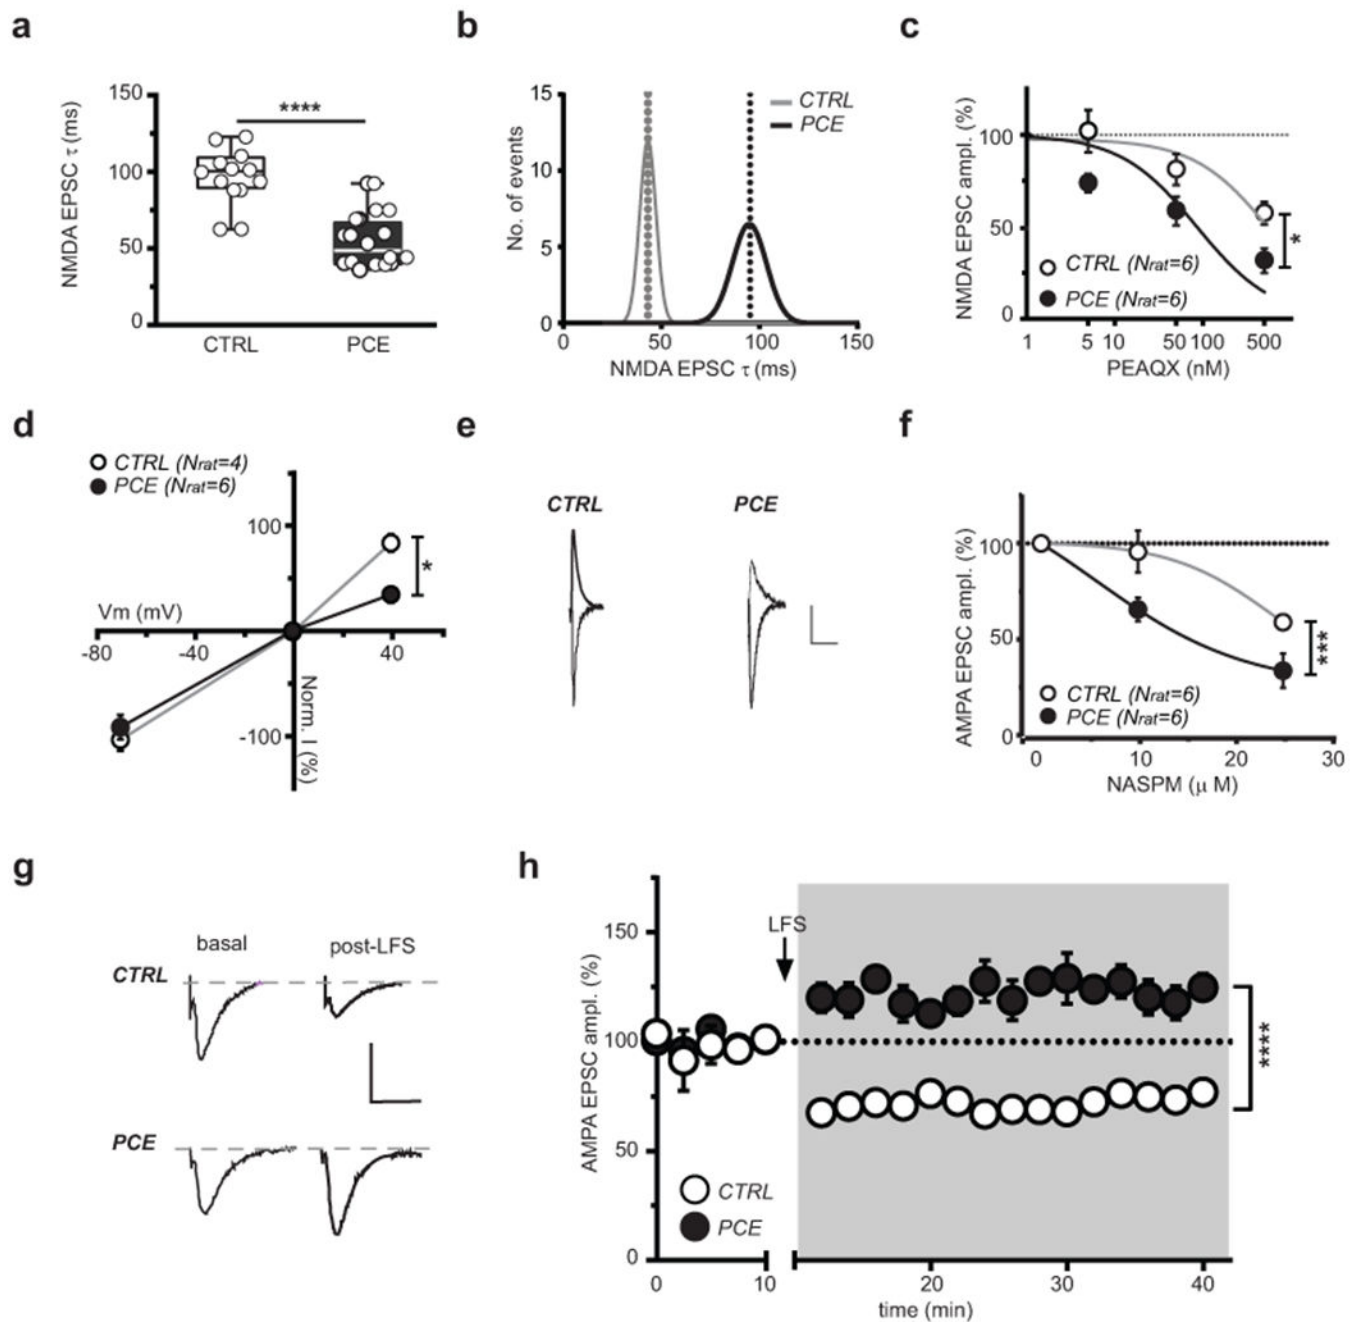 a
NMDA EPSC τ (ms)
150
100
50
0
****
CTRL
PCE
b
No. of events
15
10
5
0
CTRL
PCE
0 50 100 150
NMDA EPSC τ (ms)
c
NMDA EPSC ampl. (%)
100
50
0
CTRL (Nrat=6)
PCE (Nrat=6)
*
1 5 10 50 100 500
PEAQX (nM)
d
CTRL (Nrat=4)
PCE (Nrat=6)
100
*
Vm (mV)
-80 -40 40
Norm. I (%)
-100
e
CTRL
PCE
f
AMPA EPSC ampl. (%)
100
50
0
***
CTRL (Nrat=6)
PCE (Nrat=6)
0 10 20 30
NASPM (μ M)
g
basal
post-LFS
CTRL
PCE
h
AMPA EPSC ampl. (%)
150
100
50
0
LFS
****
CTRL
PCE
0 10 20 30 40
time (min)